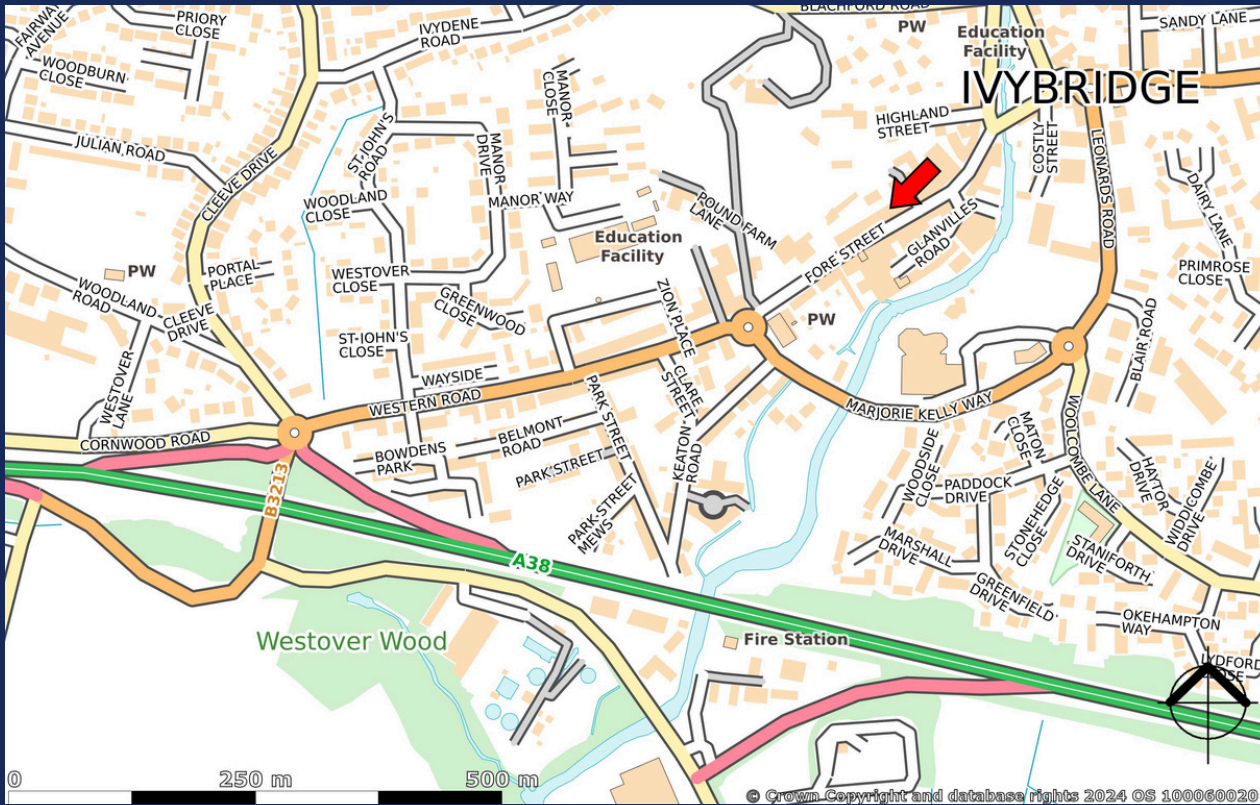 BLACHFORD ROAD
PRIORY
CLOSE
FAIRWAY
AVENUE
IVYDENE
ROAD
PW
Education
Facility
SANDY LANE
WOODBURN
CLOSE
IVYBRIDGE
MANOR
CLOSE
HIGHLAND
STREET
COSTLY
STREET
LEONARDS ROAD
JULIAN ROAD
ST-JOHN'S
ROAD
MANOR
DRIVE
CLEEVE DRIVE
WOODLAND
CLOSE
MANOR WAY
POUND FARM
LANE
DAIRY LANE
GLANVILLES
ROAD
FORE STREET
Education
Facility
PW
PORTAL
PLACE
WESTOVER
CLOSE
PRIMROSE
CLOSE
WOODLAND
ROAD
CLEEVE
DRIVE
GREENWOOD
CLOSE
ZION PLACE
PW
ST-JOHN'S
CLOSE
BLAIR ROAD
WESTOVER
LANE
WAYSIDE
CLARE
STREET
WESTERN ROAD
PARK STREET
MARJORIE KELLY WAY
CORNWOOD ROAD
BELMONT
ROAD
BOWDENS
PARK
KEATON
ROAD
PARK STREET
WOODSIDE
CLOSE
MATON
CLOSE
WOOLCOMBE LANE
B3213
PADDOCK
DRIVE
HAYTOR
DRIVE
WIDDICOMBE
DRIVE
PARK-STREET
MEWS
STONEHEDGE
CLOSE
MARSHALL
DRIVE
STANIFORTH
DRIVE
A38
GREENFIELD
DRIVE
OKEHAMPTON
WAY
Westover Wood
Fire Station
LYDFORD
CLOSE
0 250 m 500 m
© Crown Copyright and database rights 2024 OS 100060020